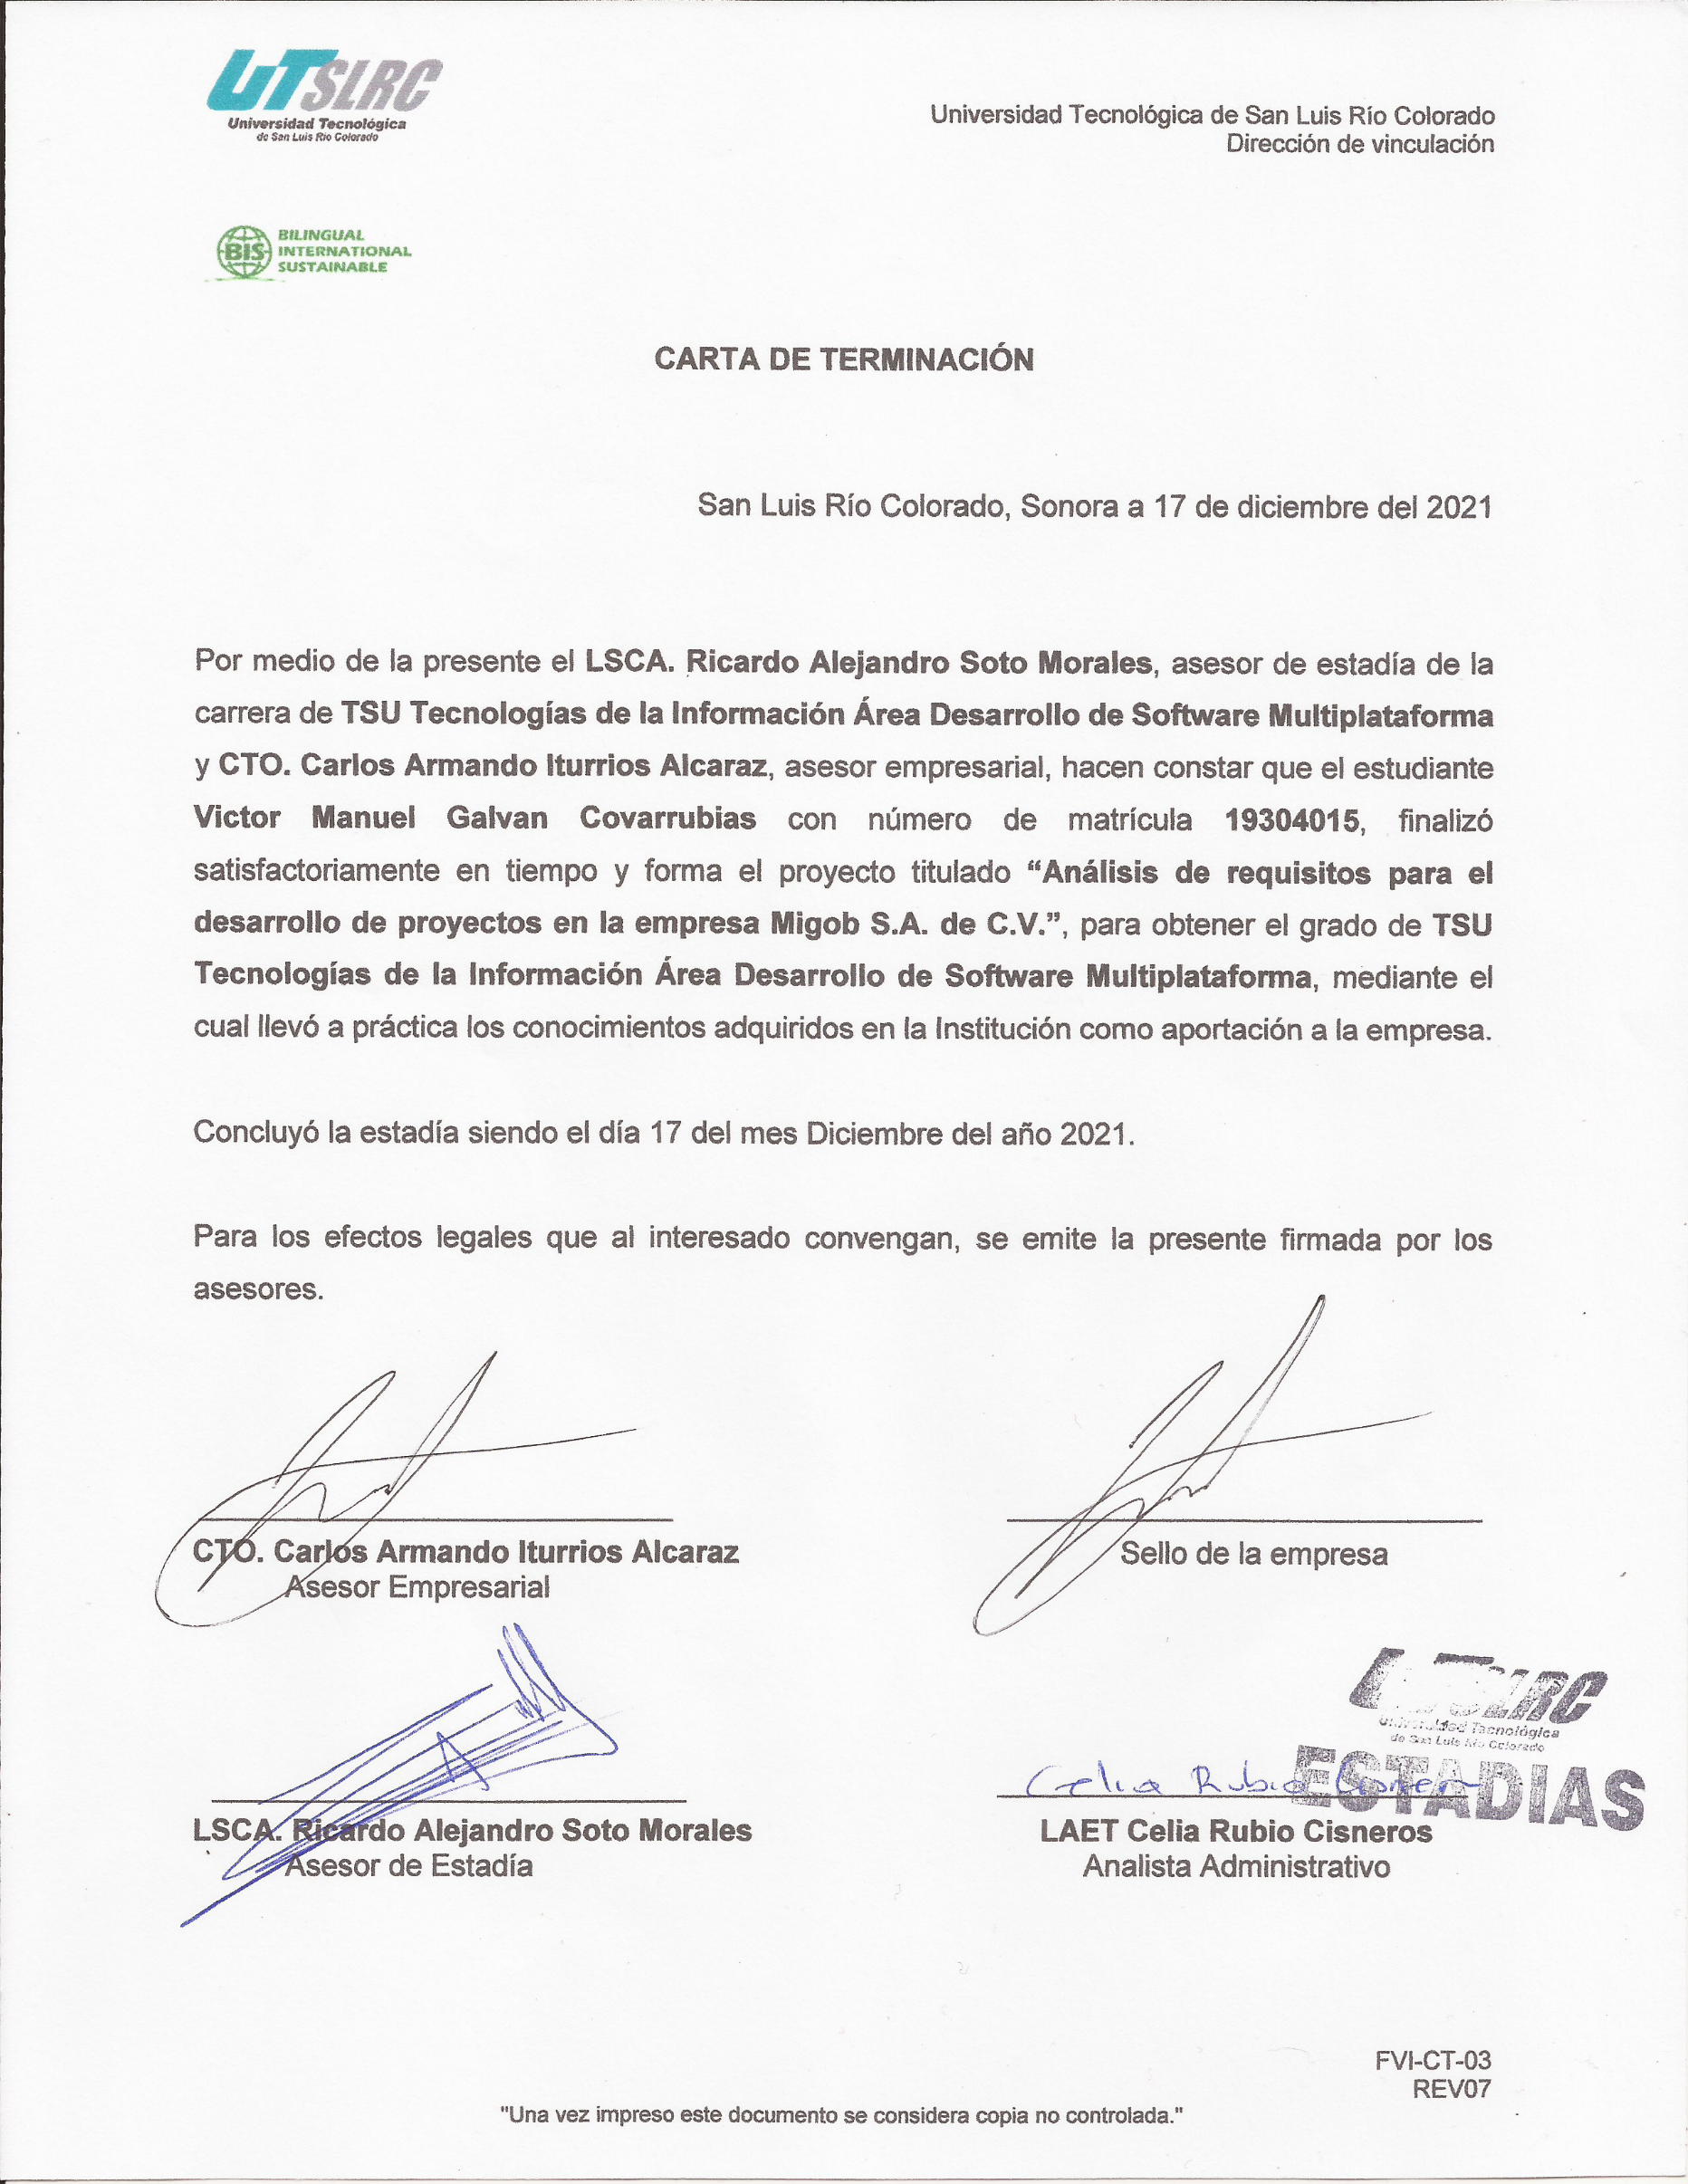 UTSLRC
Universidad Tecnológica
de San Luis Rio Colorado
Universidad Tecnológica de San Luis Río Colorado
Dirección de vinculación
BIS
BILINGUAL
INTERNATIONAL
SUSTAINABLE
CARTA DE TERMINACIÓN
San Luis Río Colorado, Sonora a 17 de diciembre del 2021
Por medio de la presente el LSCA. Ricardo Alejandro Soto Morales, asesor de estadía de la
carrera de TSU Tecnologías de la Información Área Desarrollo de Software Multiplataforma
y CTO. Carlos Armando Iturrios Alcaraz, asesor empresarial, hacen constar que el estudiante
Victor Manuel Galvan Covarrubias con número de matrícula 19304015, finalizó
satisfactoriamente en tiempo y forma el proyecto titulado “Análisis de requisitos para el
desarrollo de proyectos en la empresa Migob S.A. de C.V.”, para obtener el grado de TSU
Tecnologías de la Información Área Desarrollo de Software Multiplataforma, mediante el
cual llevó a práctica los conocimientos adquiridos en la Institución como aportación a la empresa.
Concluyó la estadía siendo el día 17 del mes Diciembre del año 2021.
Para los efectos legales que al interesado convengan, se emite la presente firmada por los
asesores.
CTO. Carlos Armando Iturrios Alcaraz
Asesor Empresarial
Sello de la empresa
UTSLRC
Universidad Tecnológica
de San Luis Rio Colorado
ESTADIAS
Celia Rubio Cisneros
LSCA. Ricardo Alejandro Soto Morales
Asesor de Estadía
LAET Celia Rubio Cisneros
Analista Administrativo
FVI-CT-03
REV07
"Una vez impreso este documento se considera copia no controlada."